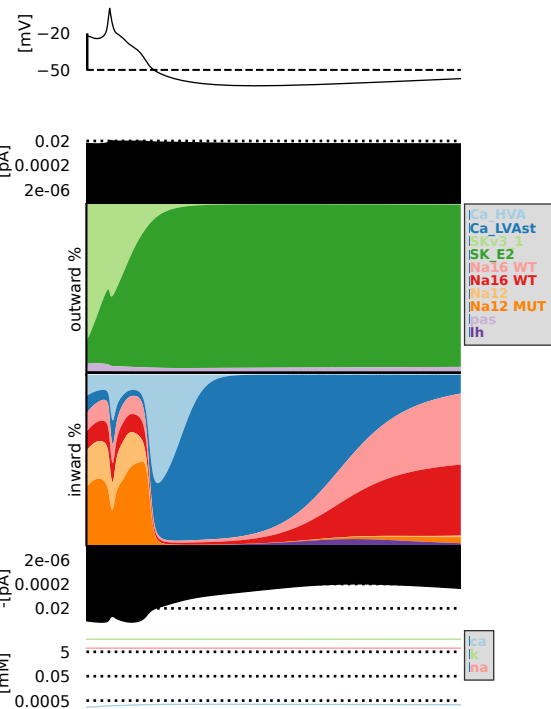 [mV]
−20
−50
[pA]
0.02
0.0002
2e-06
outward %
Ca_HVA
Ca_LVAst
SKv3_1
SK_E2
Na16 WT
Na16 WT
Na12
Na12 MUT
pas
Ih
inward %
-[pA]
2e-06
0.0002
0.02
[mM]
5
0.05
0.0005
ca
k
na